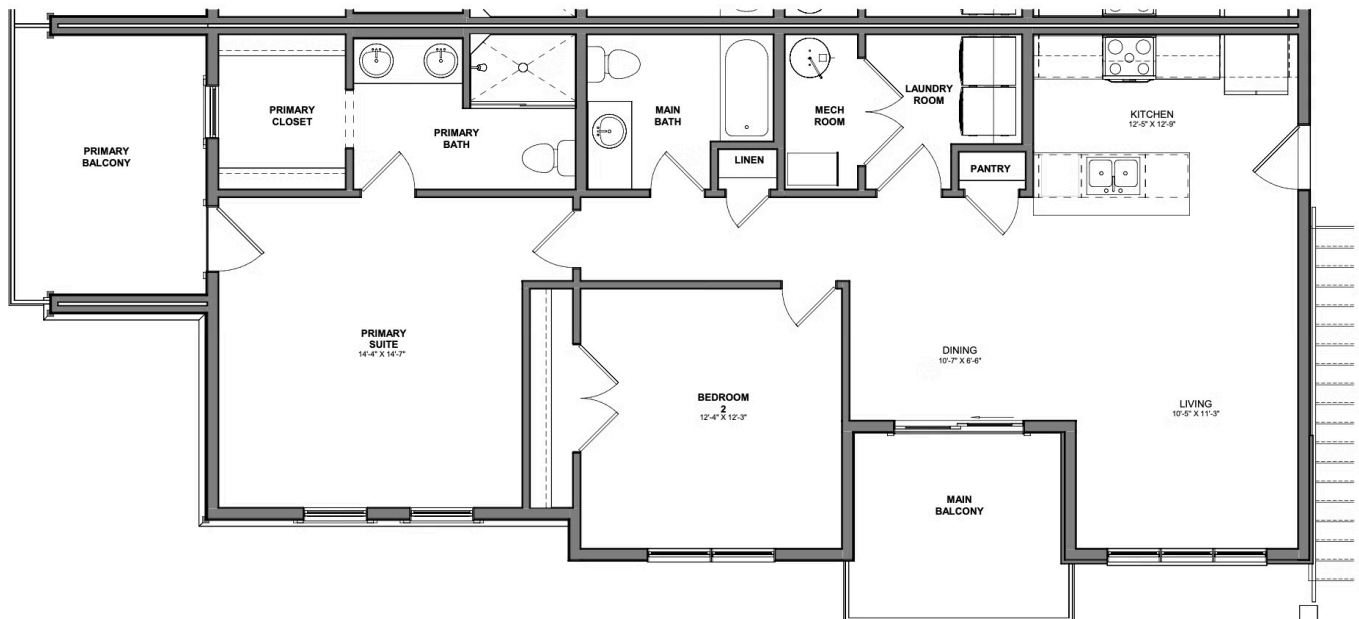 PRIMARY
BALCONY
PRIMARY
CLOSET
PRIMARY
BATH
MAIN
BATH
LINEN
MECH
ROOM
LAUNDRY
ROOM
PANTRY
KITCHEN
12'-5" X 12'-9"
PRIMARY
SUITE
14'-4" X 14'-7"
BEDROOM
2
12'-4" X 12'-3"
DINING
10'-7" X 6'-6"
LIVING
10'-5" X 11'-3"
MAIN
BALCONY